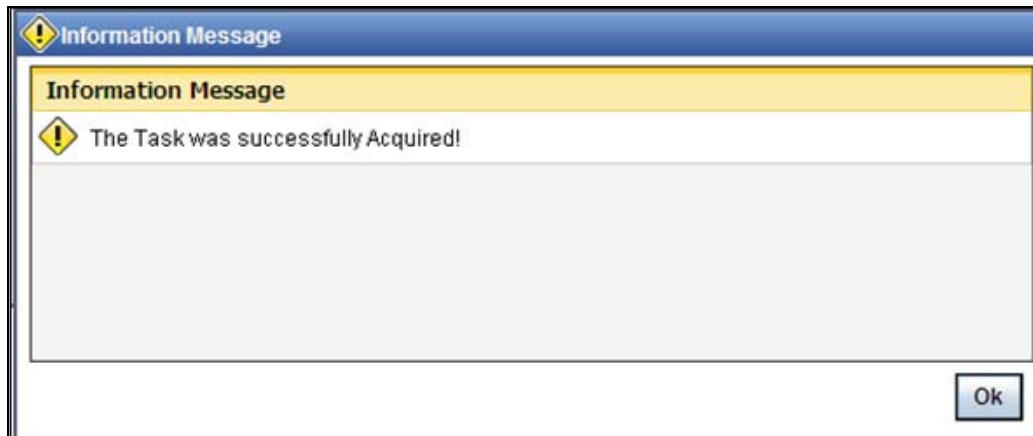 Information Message
Information Message
The Task was successfully Acquired!
Ok